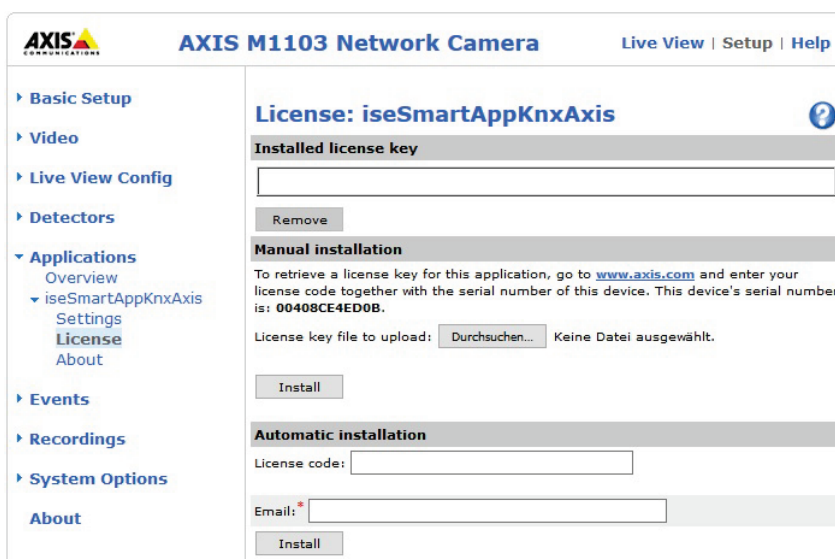 AXIS
COMMUNICATIONS
AXIS M1103 Network Camera
Live View | Setup | Help
Basic Setup
Video
Live View Config
Detectors
Applications
Overview
iseSmartAppKnxAxis
Settings
License
About
Events
Recordings
System Options
About
License: iseSmartAppKnxAxis
?
Installed license key
Remove
Manual installation
To retrieve a license key for this application, go to www.axis.com and enter your
license code together with the serial number of this device. This device's serial number
is: 00408CE4ED0B.
License key file to upload: Durchsuchen... Keine Datei ausgewählt.
Install
Automatic installation
License code:
Email:*
Install